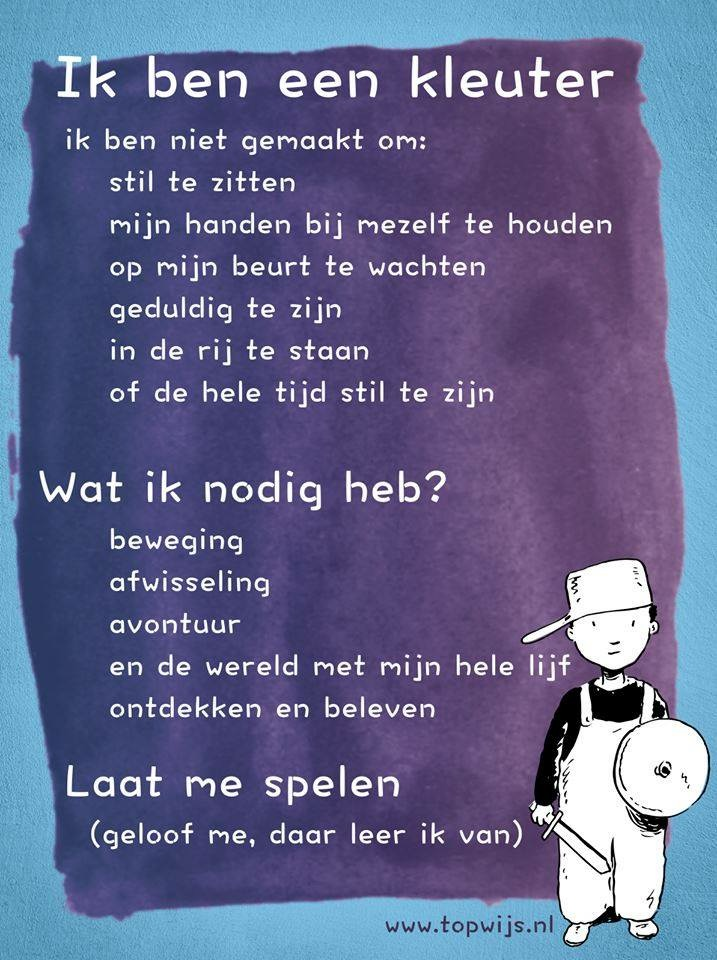 Ik ben een kleuter
ik ben niet gemaakt om:
stil te zitten
mijn handen bij mezelf te houden
op mijn beurt te wachten
geduldig te zijn
in de rij te staan
of de hele tijd stil te zijn
Wat ik nodig heb?
beweging
afwisseling
avontuur
en de wereld met mijn hele lijf
ontdekken en beleven
Laat me spelen
(geloof me, daar leer ik van)
www.topwijs.nl